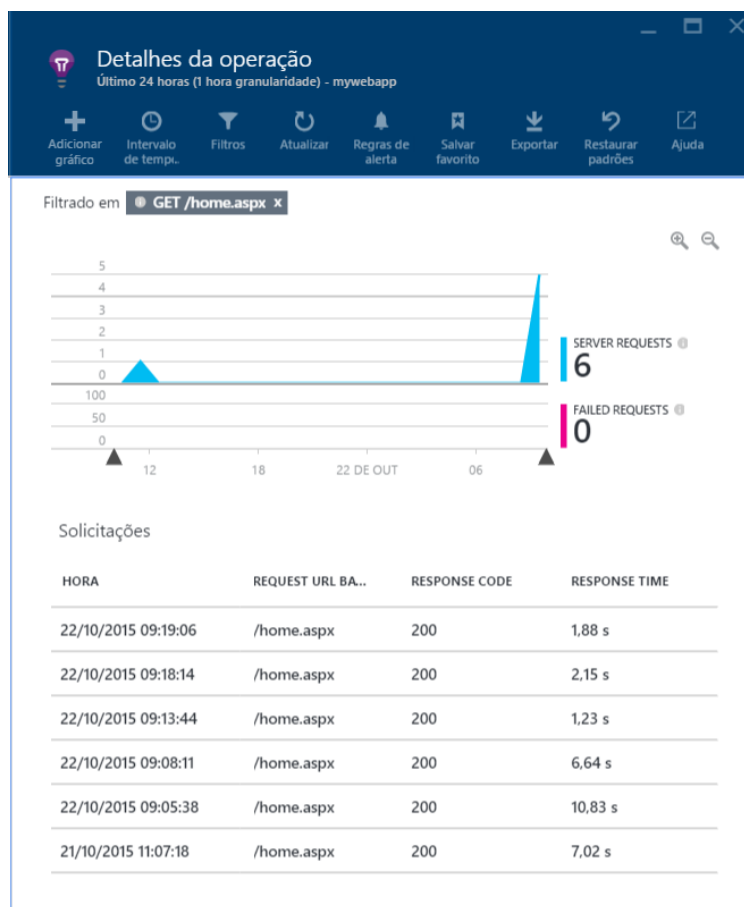 Detalhes da operação
Último 24 horas (1 hora granularidade) - mywebapp
Adicionar gráfico
Intervalo de tempı..
Filtros
Atualizar
Regras de alerta
Salvar favorito
Exportar
Restaurar padrões
Ajuda
Filtrado em GET /home.aspx x
5
4
3
2
1
0
SERVER REQUESTS
6
100
50
0
FAILED REQUESTS
0
12 18 22 DE OUT 06
Solicitações
HORA REQUEST URL BA... RESPONSE CODE RESPONSE TIME
22/10/2015 09:19:06 /home.aspx 200 1,88 s
22/10/2015 09:18:14 /home.aspx 200 2,15 s
22/10/2015 09:13:44 /home.aspx 200 1,23 s
22/10/2015 09:08:11 /home.aspx 200 6,64 s
22/10/2015 09:05:38 /home.aspx 200 10,83 s
21/10/2015 11:07:18 /home.aspx 200 7,02 s